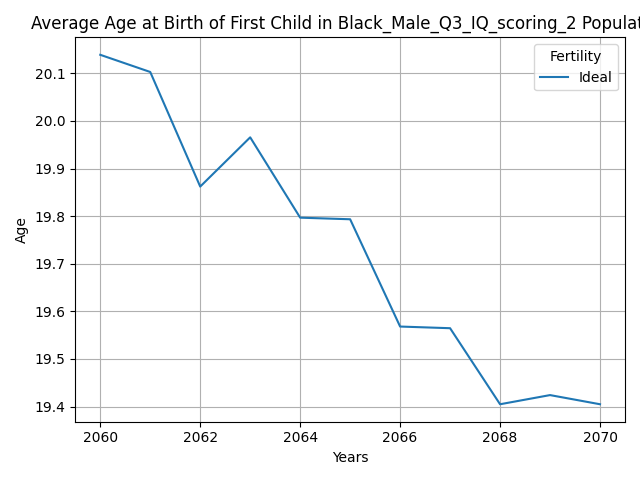 Average Age at Birth of First Child in Black_Male_Q3_IQ_scoring_2 Populat
Fertility
Ideal
20.1
20.0
19.9
19.8
19.7
19.6
19.5
19.4
Age
2060 2062 2064 2066 2068 2070
Years